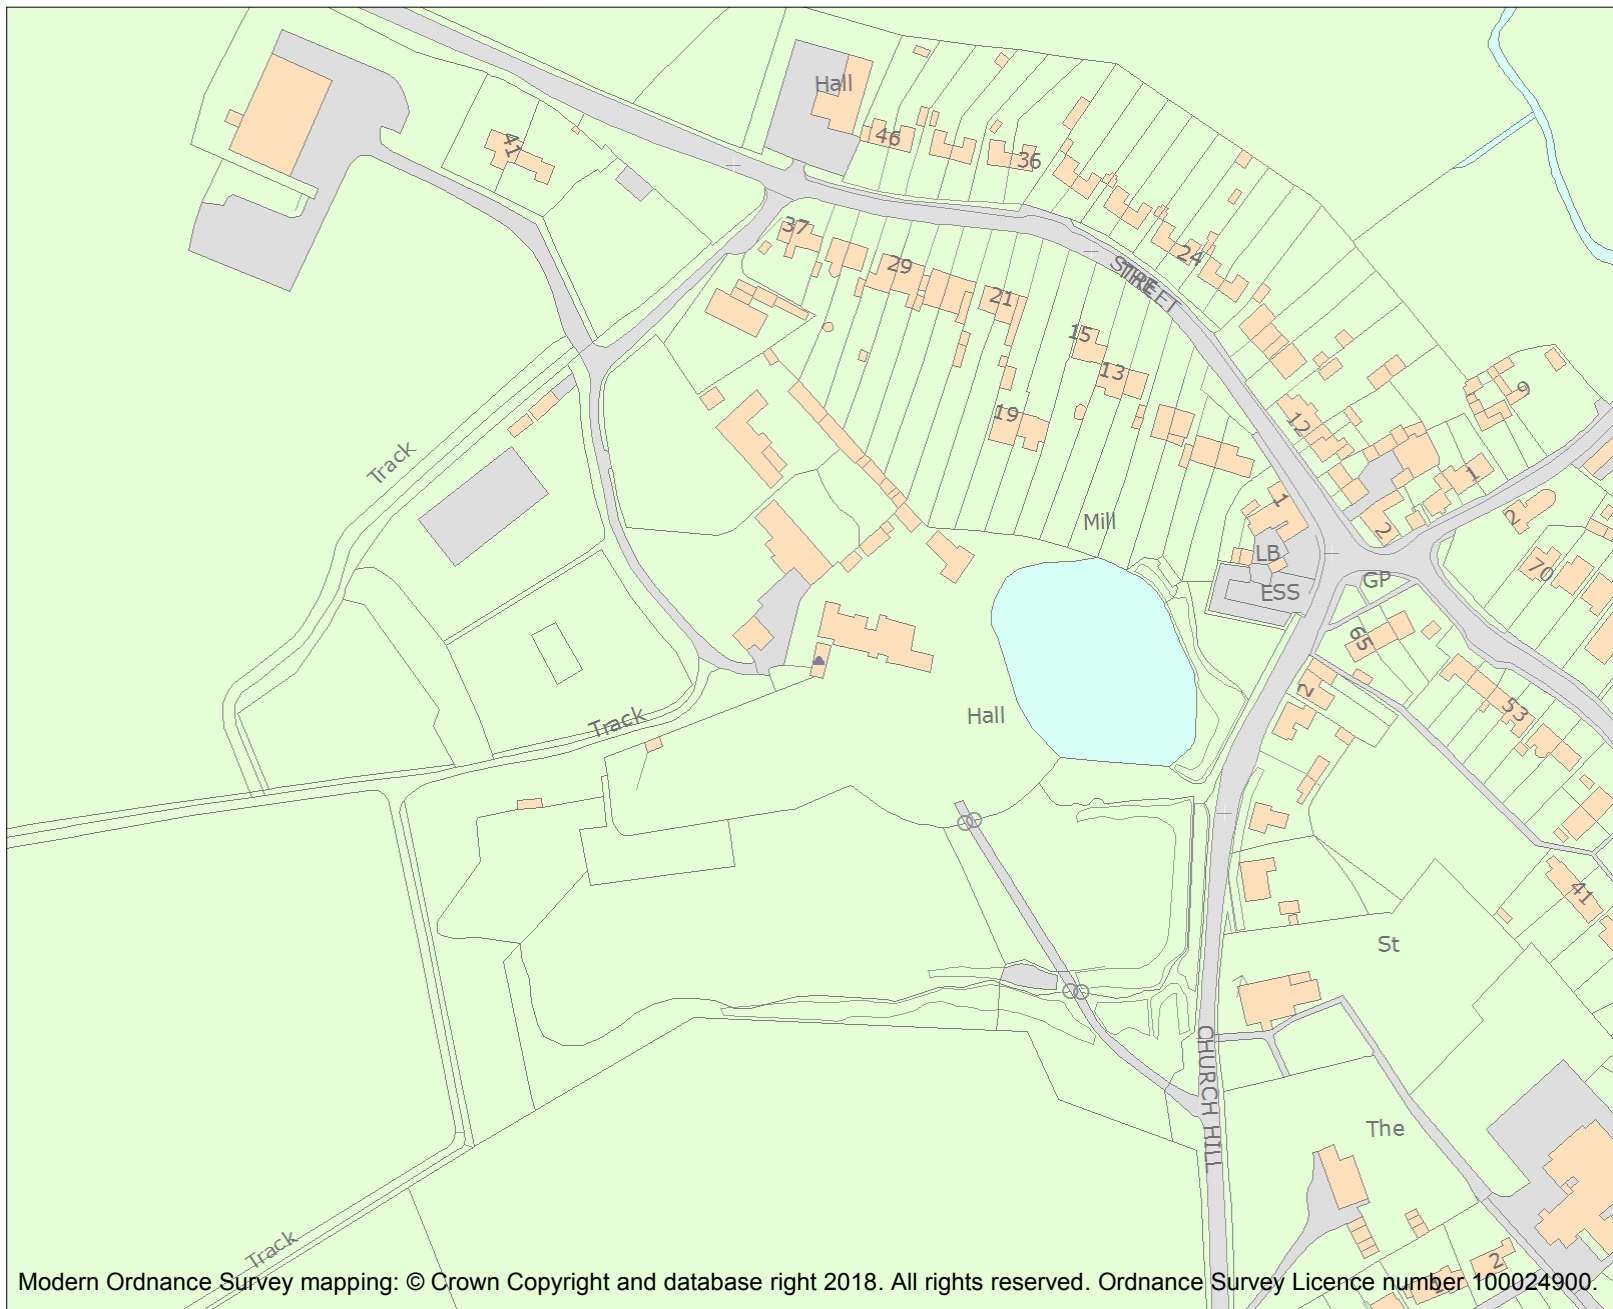 Hall
46
36
41
37
29
24
STREET
THE
21
15
13
9
12
19
1
2
1
2
Track
Mill
LB
ESS
GP
70
65
2
53
Hall
Track
41
St
CHURCH HILL
The
Track
2
Modern Ordnance Survey mapping: © Crown Copyright and database right 2018. All rights reserved. Ordnance Survey Licence number 100024900.